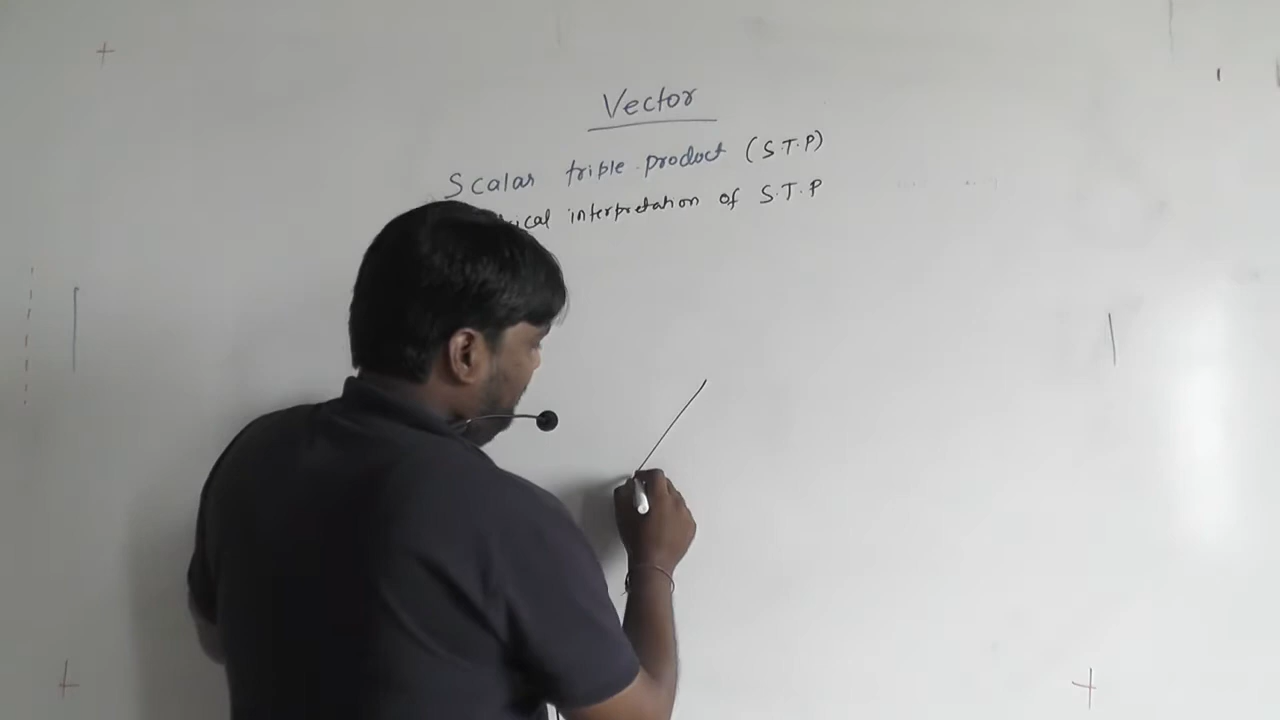 Vector
Scalar triple product (S.T.P)
interpretation of S.T.P